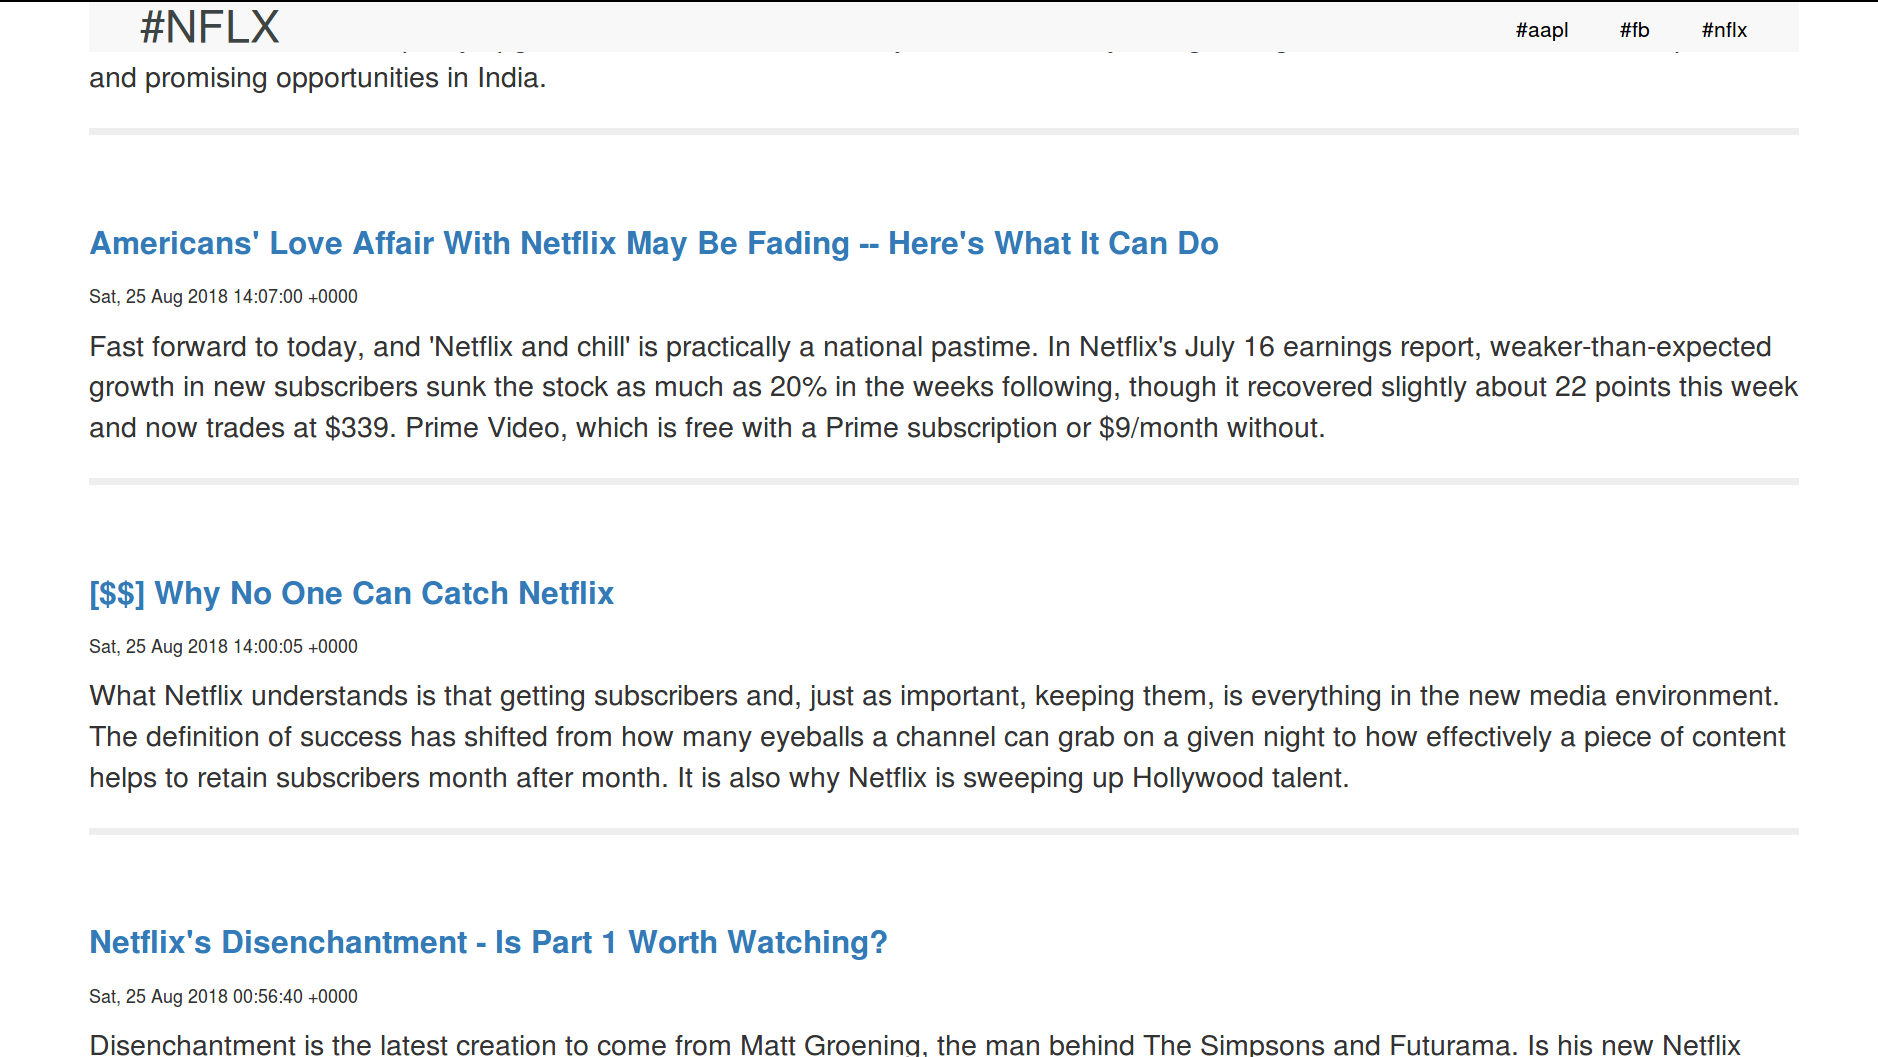 #NFLX
#aapl #fb #nflx
and promising opportunities in India.
Americans' Love Affair With Netflix May Be Fading -- Here's What It Can Do
Sat, 25 Aug 2018 14:07:00 +0000
Fast forward to today, and 'Netflix and chill' is practically a national pastime. In Netflix's July 16 earnings report, weaker-than-expected
growth in new subscribers sunk the stock as much as 20% in the weeks following, though it recovered slightly about 22 points this week
and now trades at $339. Prime Video, which is free with a Prime subscription or $9/month without.
[$$] Why No One Can Catch Netflix
Sat, 25 Aug 2018 14:00:05 +0000
What Netflix understands is that getting subscribers and, just as important, keeping them, is everything in the new media environment.
The definition of success has shifted from how many eyeballs a channel can grab on a given night to how effectively a piece of content
helps to retain subscribers month after month. It is also why Netflix is sweeping up Hollywood talent.
Netflix's Disenchantment - Is Part 1 Worth Watching?
Sat, 25 Aug 2018 00:56:40 +0000
Disenchantment is the latest creation to come from Matt Groening, the man behind The Simpsons and Futurama. Is his new Netflix